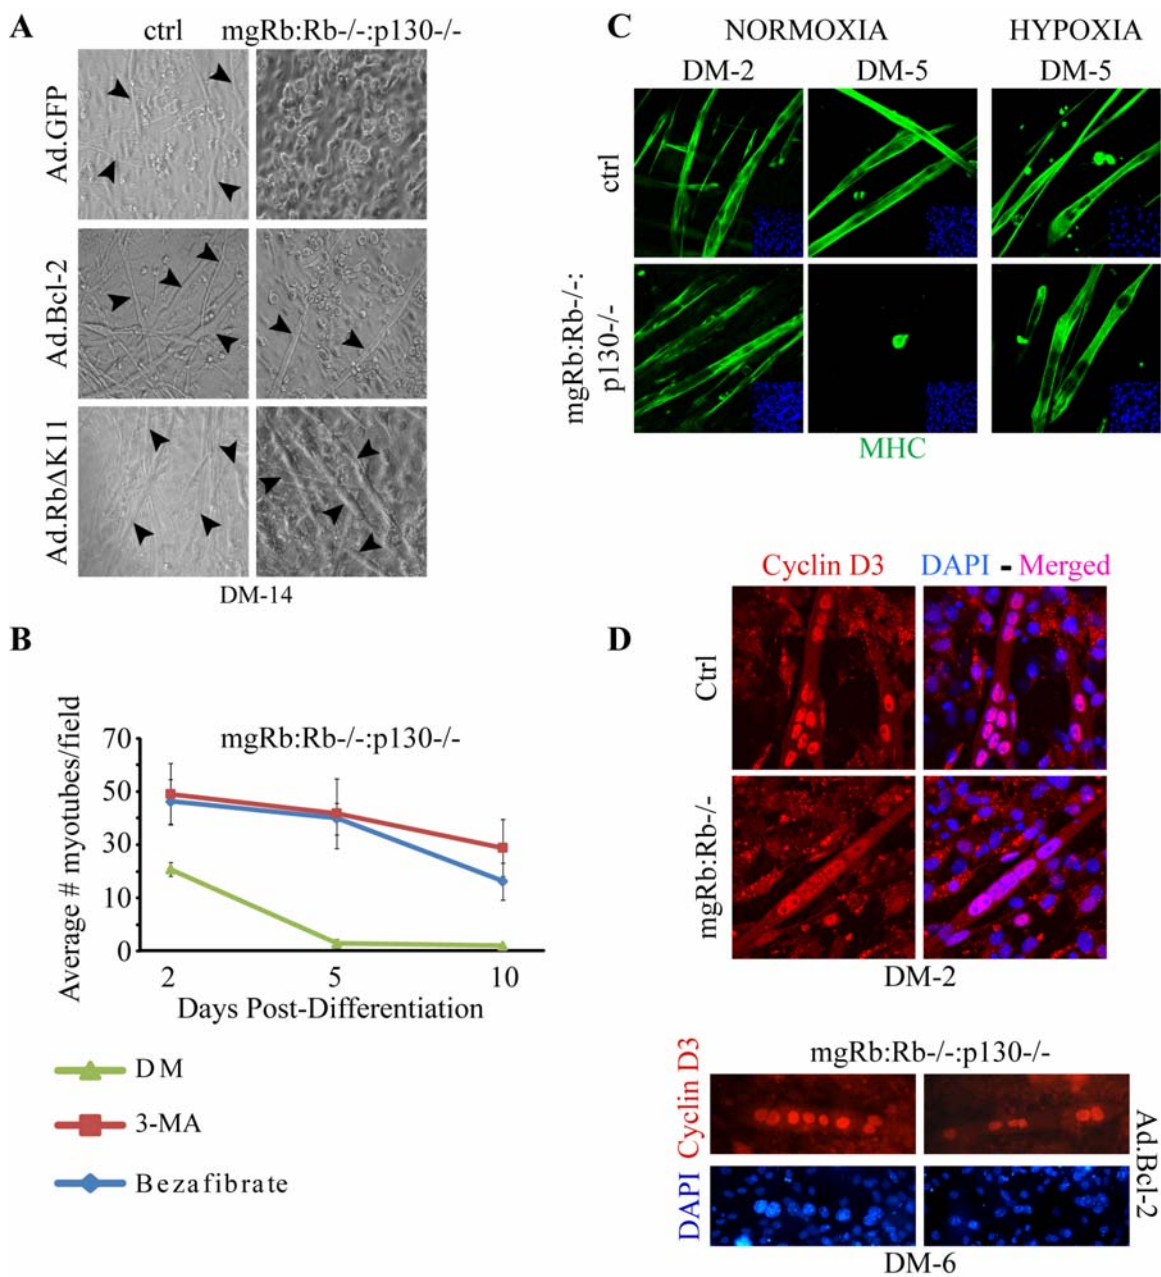 A
ctrl mgRb:Rb-/-:p130-/-
Ad.GFP
Ad.Bcl-2
Ad.RbΔK11
DM-14
B
mgRb:Rb-/-:p130-/-
Average # myotubes/field
70
50
30
10
0
2 5 10
Days Post-Differentiation
DM
3-MA
Bezafibrate
C
NORMOXIA HYPOXIA
DM-2 DM-5 DM-5
ctrl
mgRb:Rb-/-:
p130-/-
MHC
D
Cyclin D3 DAPI - Merged
Ctrl
mgRb:Rb-/-
DM-2
mgRb:Rb-/-:p130-/-
Cyclin D3
DAPI
Ad.Bcl-2
DM-6